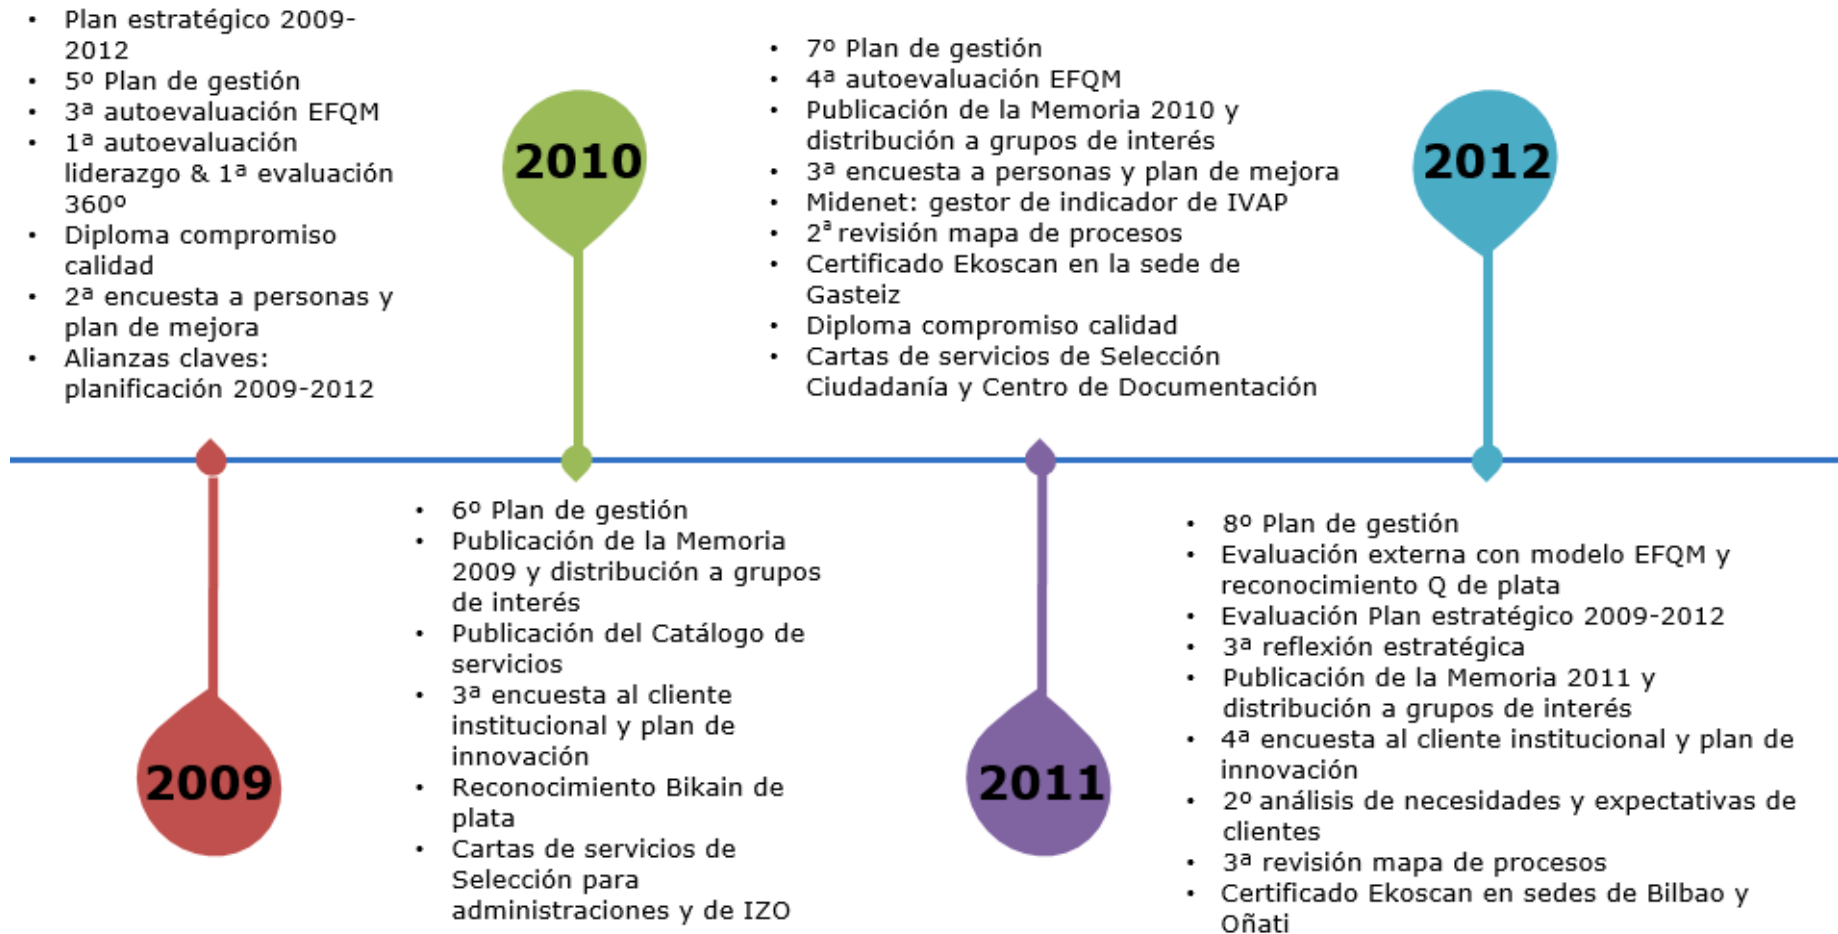 • Plan estratégico 2009-
2012
• 5º Plan de gestión
• 3ª autoevaluación EFQM
• 1ª autoevaluación
liderazgo & 1ª evaluación
360º
• Diploma compromiso
calidad
• 2ª encuesta a personas y
plan de mejora
• Alianzas claves:
planificación 2009-2012
2009
2010
• 6º Plan de gestión
• Publicación de la Memoria
2009 y distribución a grupos
de interés
• Publicación del Catálogo de
servicios
• 3ª encuesta al cliente
institucional y plan de
innovación
• Reconocimiento Bikain de
plata
• Cartas de servicios de
Selección para
administraciones y de IZO
• 7º Plan de gestión
• 4ª autoevaluación EFQM
• Publicación de la Memoria 2010 y
distribución a grupos de interés
• 3ª encuesta a personas y plan de mejora
• Midenet: gestor de indicador de IVAP
• 2ª revisión mapa de procesos
• Certificado Ekoscan en la sede de
Gasteiz
• Diploma compromiso calidad
• Cartas de servicios de Selección
Ciudadanía y Centro de Documentación
2011
2012
• 8º Plan de gestión
• Evaluación externa con modelo EFQM y
reconocimiento Q de plata
• Evaluación Plan estratégico 2009-2012
• 3ª reflexión estratégica
• Publicación de la Memoria 2011 y
distribución a grupos de interés
• 4ª encuesta al cliente institucional y plan de
innovación
• 2º análisis de necesidades y expectativas de
clientes
• 3ª revisión mapa de procesos
• Certificado Ekoscan en sedes de Bilbao y
Oñati